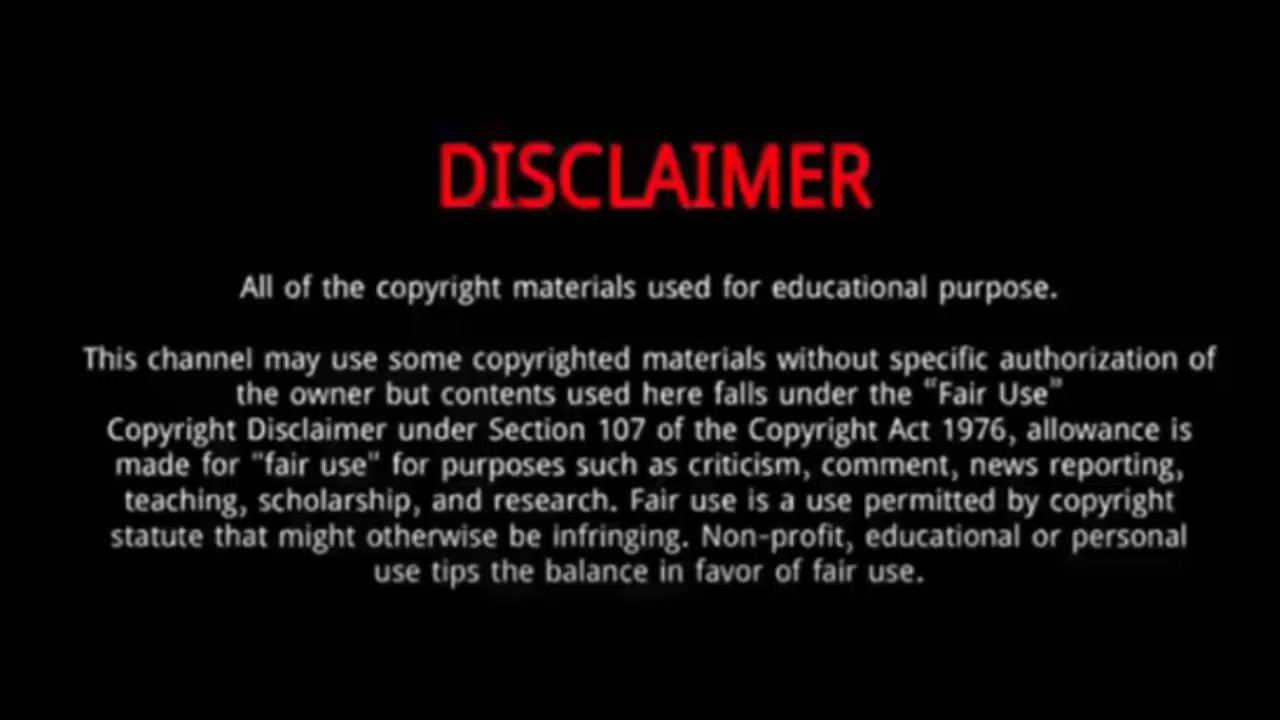 DISCLAIMER
All of the copyright materials used for educational purpose.
This channel may use some copyrighted materials without specific authorization of
the owner but contents used here falls under the “Fair Use”
Copyright Disclaimer under Section 107 of the Copyright Act 1976, allowance is
made for "fair use" for purposes such as criticism, comment, news reporting,
teaching, scholarship, and research. Fair use is a use permitted by copyright
statute that might otherwise be infringing. Non-profit, educational or personal
use tips the balance in favor of fair use.